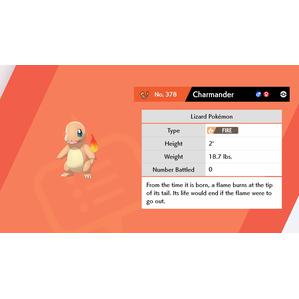 No. 378 Charmander
Lizard Pokémon
Type FIRE
Height 2'
Weight 18.7 lbs.
Number Battled 0
From the time it is born, a flame burns at the tip
of its tail. Its life would end if the flame were to
go out.